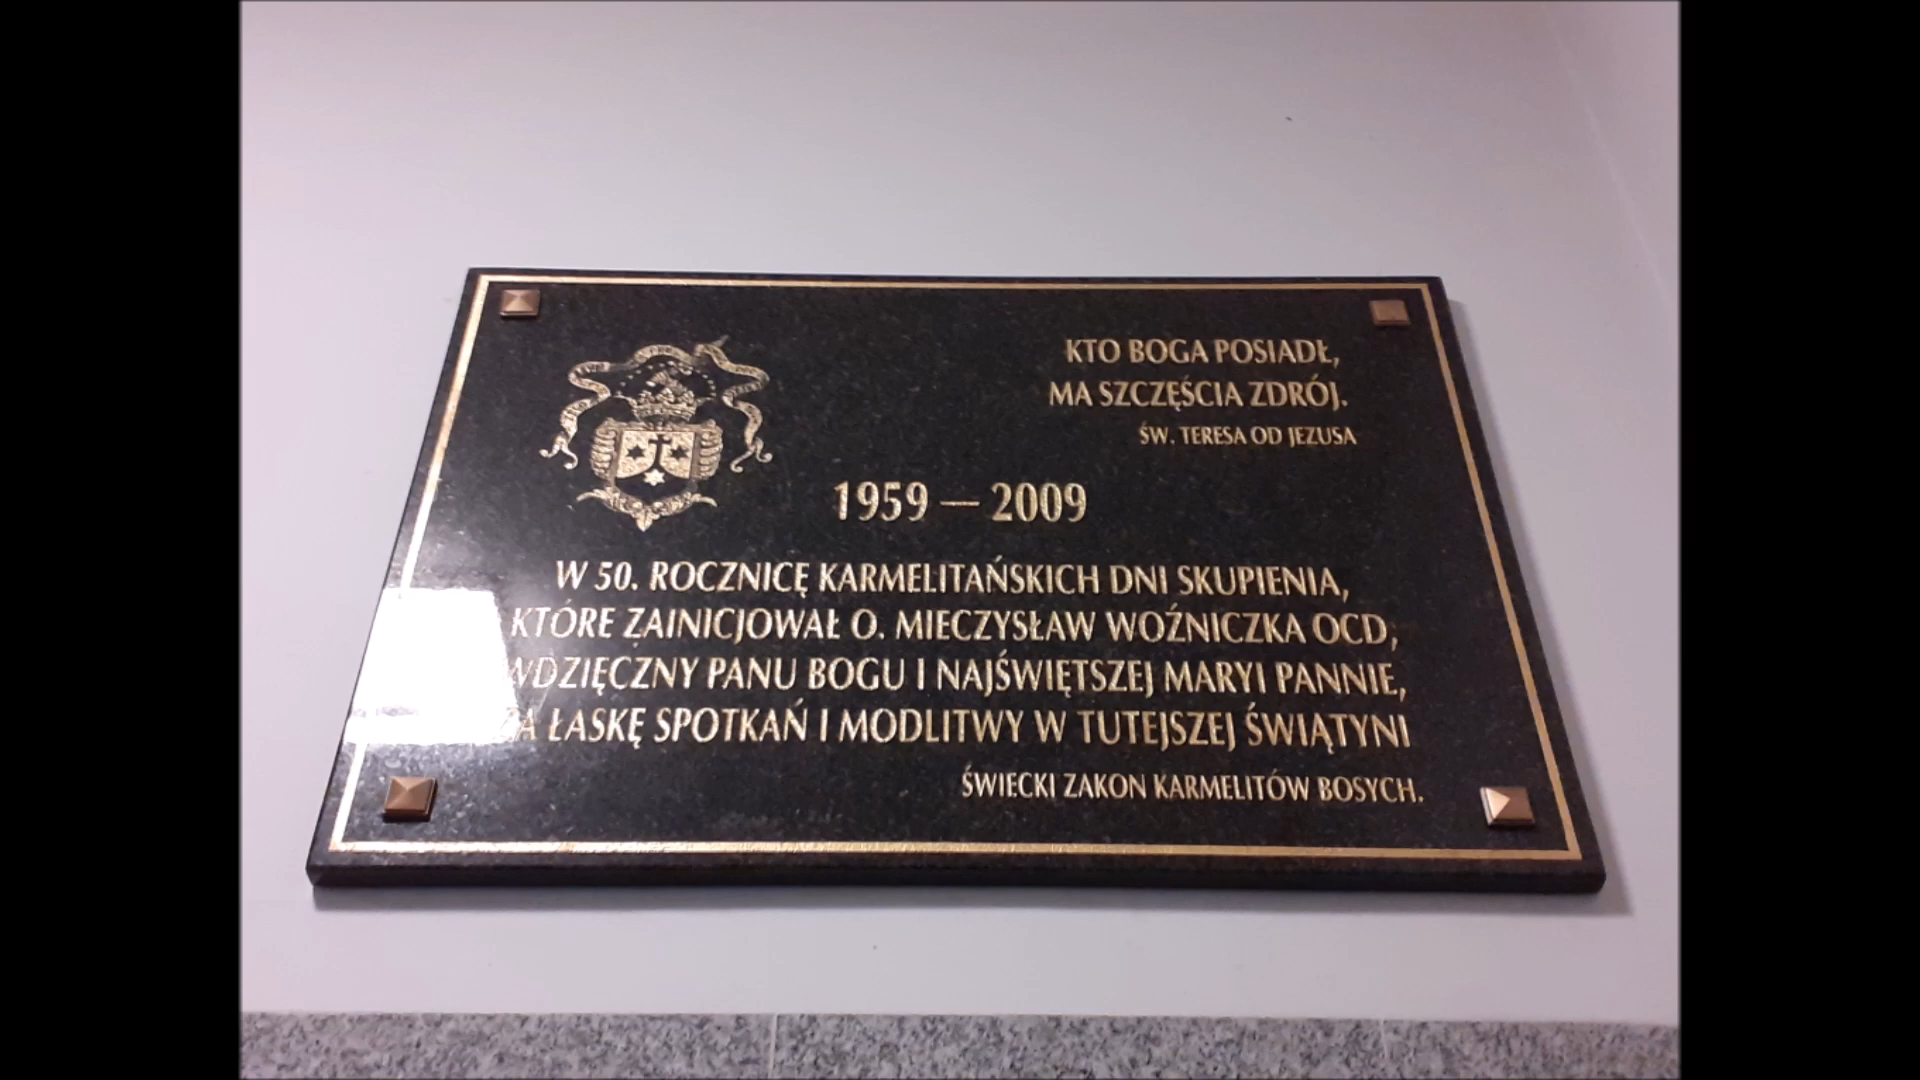 KTO BOGA POSIADŁ,
MA SZCZĘŚCIA ZDRÓJ.
ŚW. TERESA OD JEZUSA
1959 — 2009
W 50. ROCZNICĘ KARMELITAŃSKICH DNI SKUPIENIA,
KTÓRE ZAINICJOWAŁ O. MIECZYSŁAW WOŹNICZKA OCD,
WDZIĘCZNY PANU BOGU I NAJŚWIĘTSZEJ MARYI PANNIE,
ZA ŁASKĘ SPOTKAŃ I MODLITWY W TUTEJSZEJ ŚWIĄTYNI
ŚWIECKI ZAKON KARMELITÓW BOSYCH.